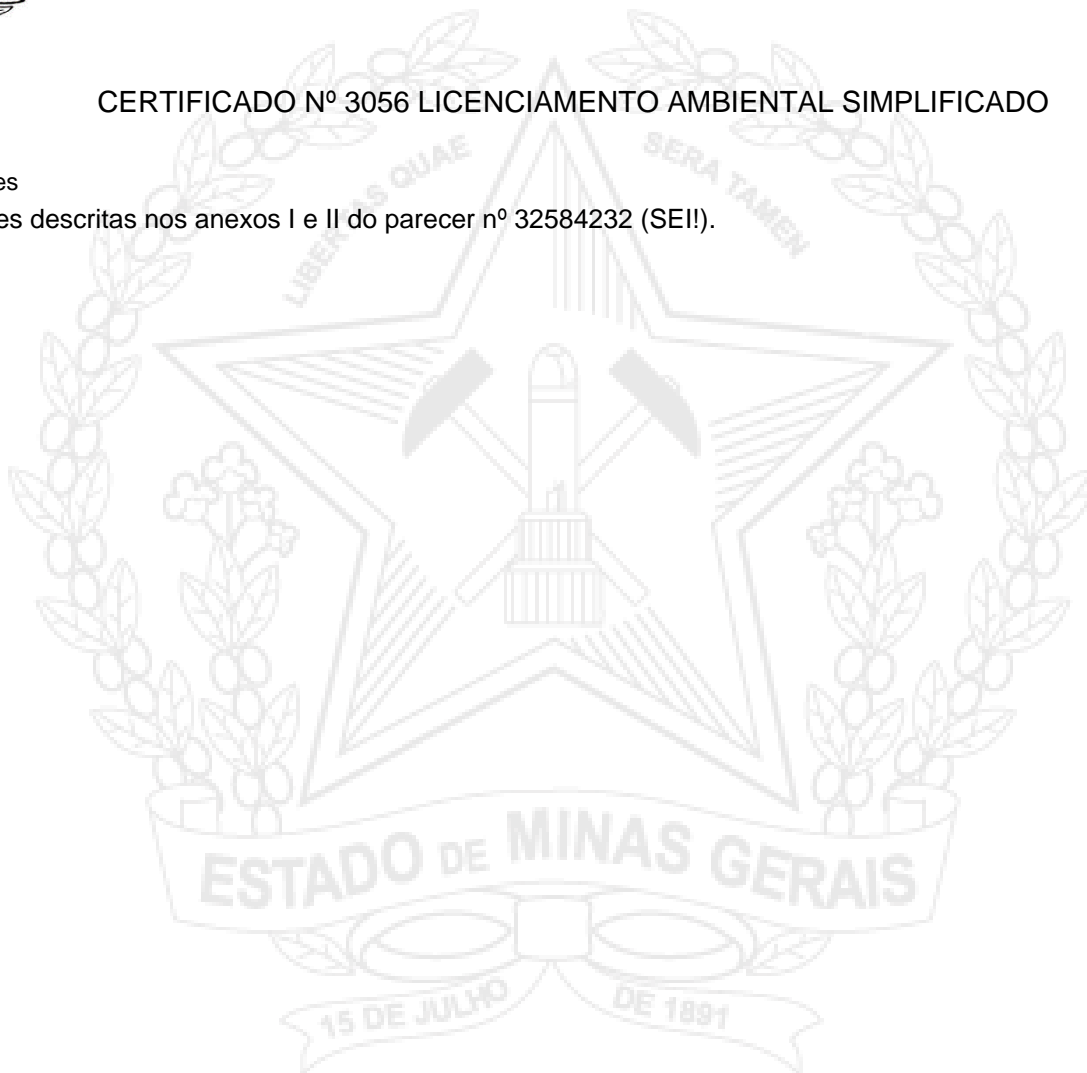 CERTIFICADO Nº 3056 LICENCIAMENTO AMBIENTAL SIMPLIFICADO
es
es descritas nos anexos I e II do parecer nº 32584232 (SEI!).
LIBERTAS QUAE SERA TAMEN
ESTADO DE MINAS GERAIS
15 DE JULHO DE 1891